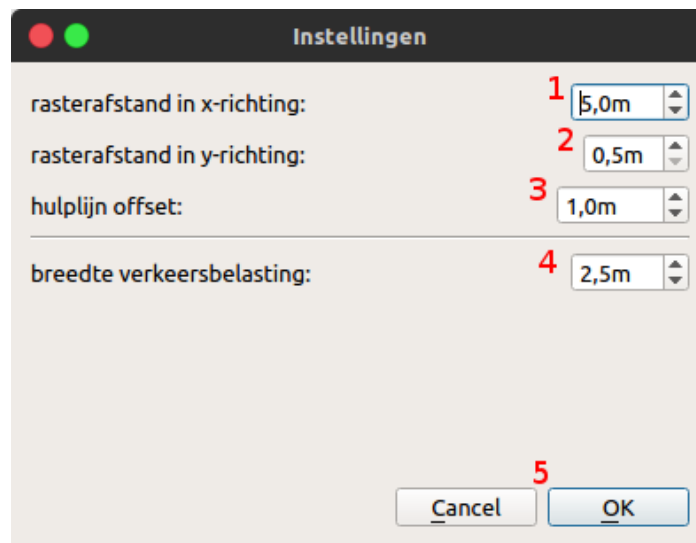 Instellingen
rasterafstand in x-richting: 1 5,0m
rasterafstand in y-richting: 2 0,5m
hulplijn offset: 3 1,0m
breedte verkeersbelasting: 4 2,5m
5
Cancel OK